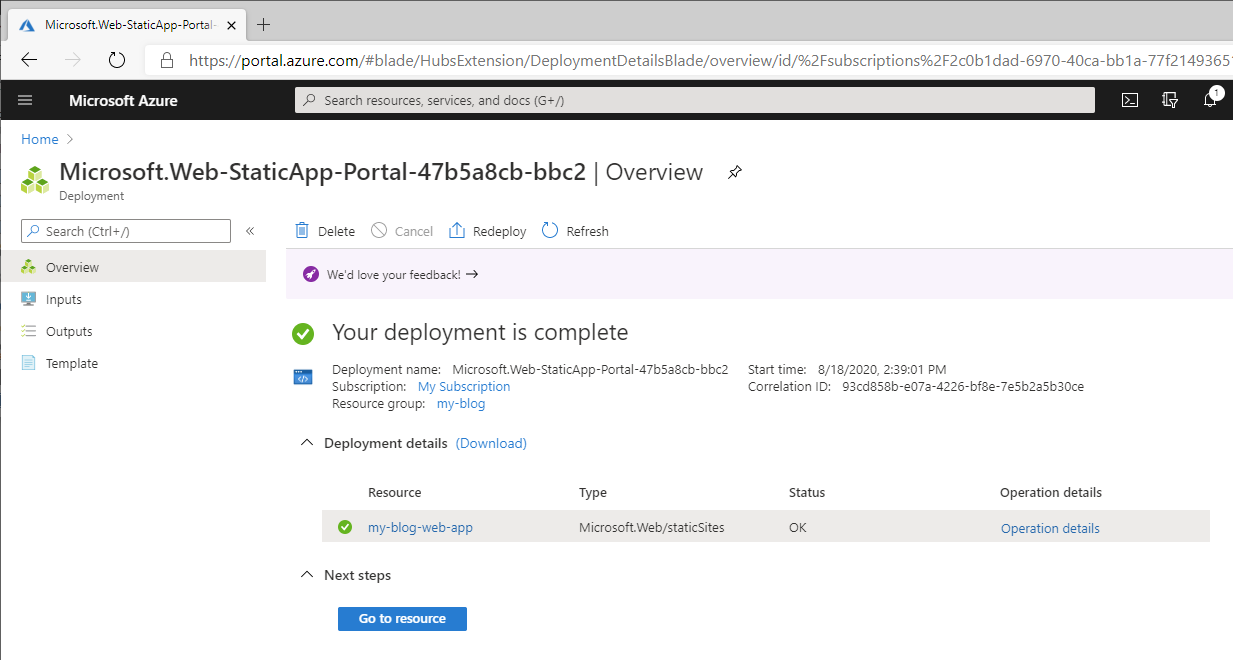 Microsoft.Web-StaticApp-Portal-
https://portal.azure.com/#blade/HubsExtension/DeploymentDetailsBlade/overview/id/%2Fsubscriptions%2F2c0b1dad-6970-40ca-bb1a-77f21493651
Microsoft Azure Search resources, services, and docs (G+/) 1
Home
Microsoft.Web-StaticApp-Portal-47b5a8cb-bbc2 | Overview
Deployment
Search (Ctrl+/) «
Overview
Inputs
Outputs
Template
Delete Cancel Redeploy Refresh
We'd love your feedback! →
Your deployment is complete
Deployment name: Microsoft.Web-StaticApp-Portal-47b5a8cb-bbc2
Subscription: My Subscription
Resource group: my-blog
Start time: 8/18/2020, 2:39:01 PM
Correlation ID: 93cd858b-e07a-4226-bf8e-7e5b2a5b30ce
Deployment details (Download)
Resource Type Status Operation details
my-blog-web-app Microsoft.Web/staticSites OK Operation details
Next steps
Go to resource